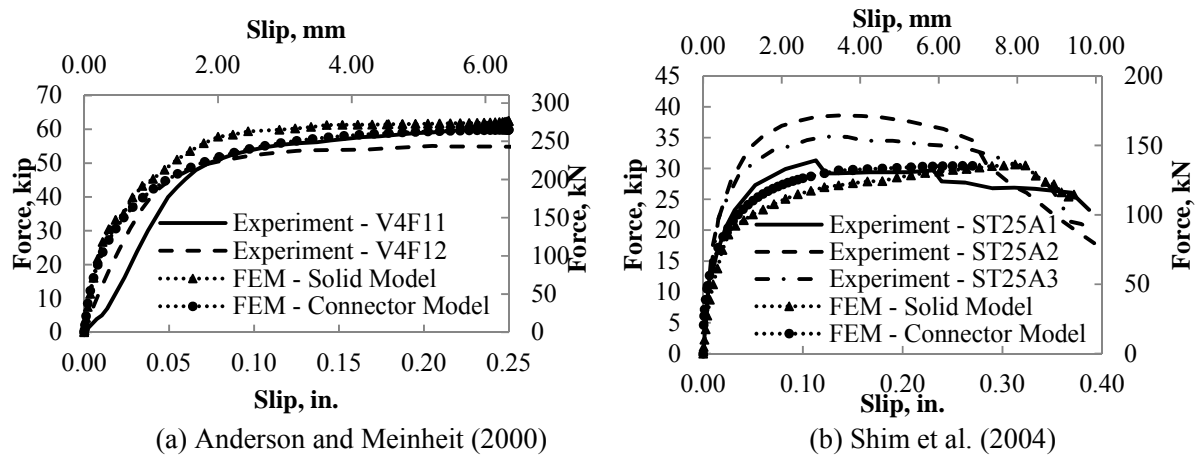 Slip, mm
0.00 2.00 4.00 6.00
70
60
50
40
30
20
10
0
Force, kip
300
250
200
150
100
50
0
Force, kN
Experiment - V4F11
Experiment - V4F12
FEM - Solid Model
FEM - Connector Model
0.00 0.05 0.10 0.15 0.20 0.25
Slip, in.
(a) Anderson and Meinheit (2000)
Slip, mm
0.00 2.00 4.00 6.00 8.00 10.00
45
40
35
30
25
20
15
10
5
0
Force, kip
200
150
100
50
0
Force, kN
Experiment - ST25A1
Experiment - ST25A2
Experiment - ST25A3
FEM - Solid Model
FEM - Connector Model
0.00 0.10 0.20 0.30 0.40
Slip, in.
(b) Shim et al. (2004)